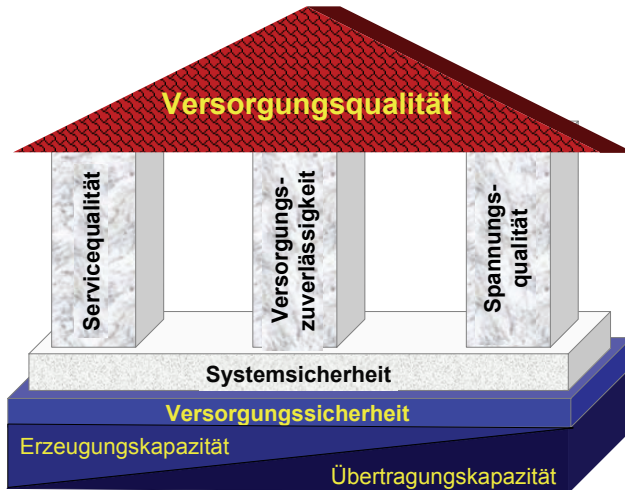 Versorgungsqualität
Servicequalität
Versorgungs-
zuverlässigkeit
Spannungs-
qualität
Systemsicherheit
Versorgungssicherheit
Erzeugungskapazität
Übertragungskapazität